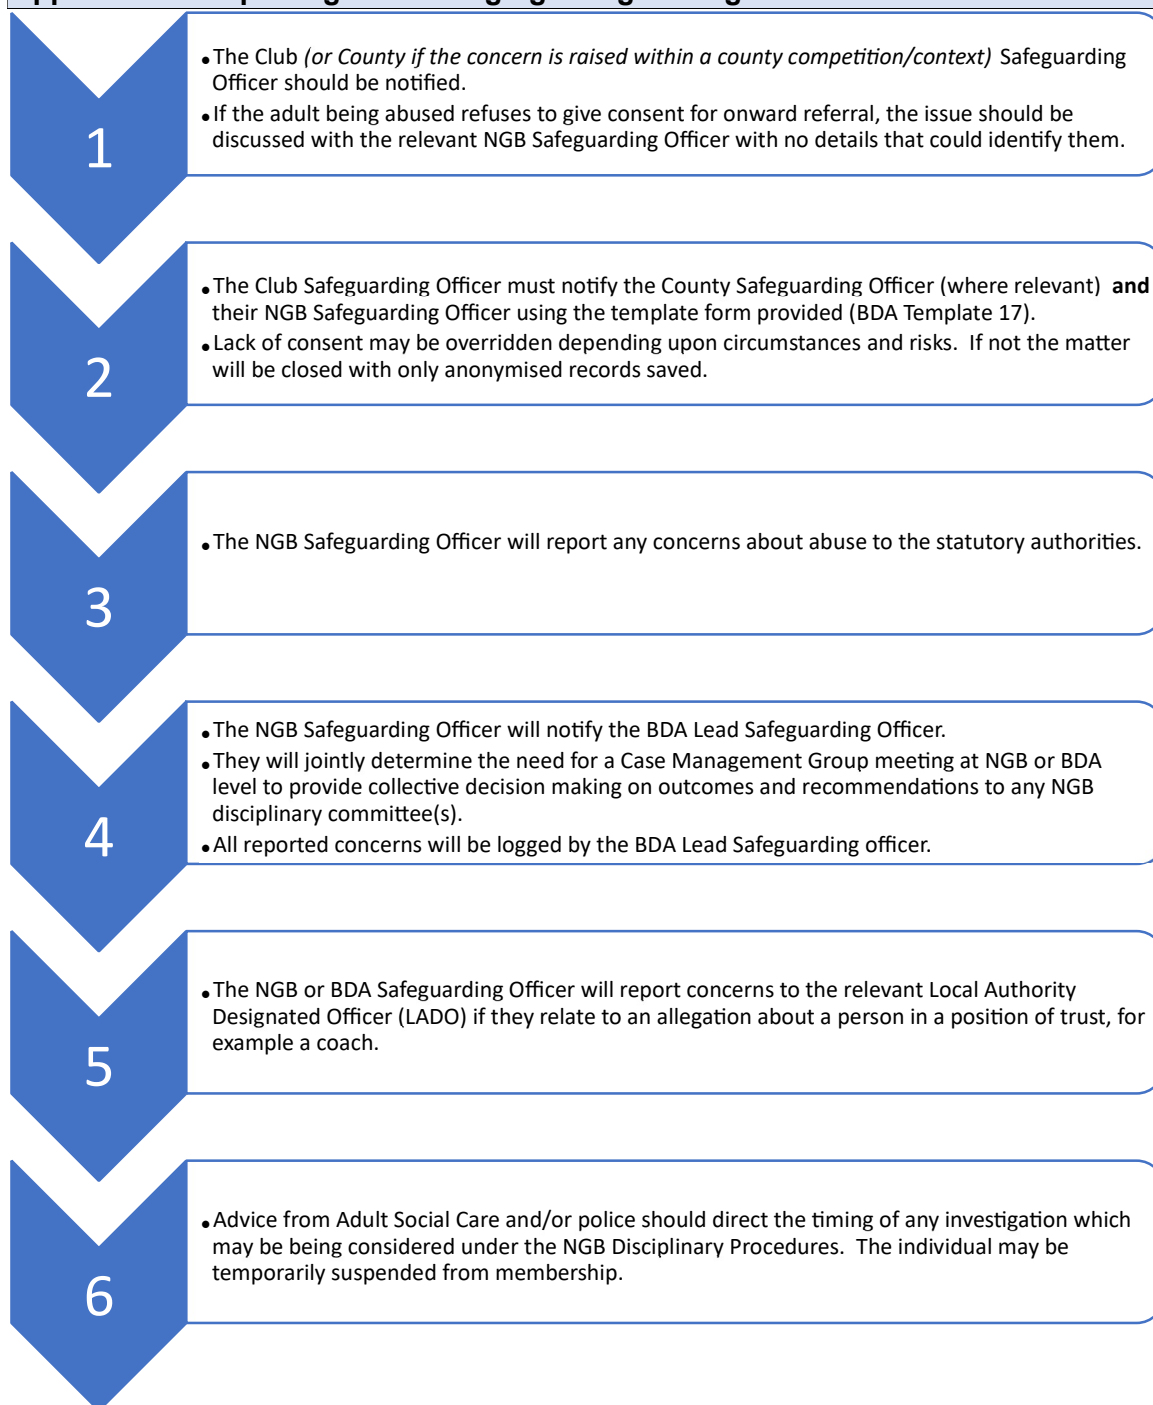 1
•The Club (or County if the concern is raised within a county competition/context) Safeguarding
Officer should be notified.
•If the adult being abused refuses to give consent for onward referral, the issue should be
discussed with the relevant NGB Safeguarding Officer with no details that could identify them.
2
•The Club Safeguarding Officer must notify the County Safeguarding Officer (where relevant) and
their NGB Safeguarding Officer using the template form provided (BDA Template 17).
•Lack of consent may be overridden depending upon circumstances and risks. If not the matter
will be closed with only anonymised records saved.
3
•The NGB Safeguarding Officer will report any concerns about abuse to the statutory authorities.
4
•The NGB Safeguarding Officer will notify the BDA Lead Safeguarding Officer.
•They will jointly determine the need for a Case Management Group meeting at NGB or BDA
level to provide collective decision making on outcomes and recommendations to any NGB
disciplinary committee(s).
•All reported concerns will be logged by the BDA Lead Safeguarding officer.
5
•The NGB or BDA Safeguarding Officer will report concerns to the relevant Local Authority
Designated Officer (LADO) if they relate to an allegation about a person in a position of trust, for
example a coach.
6
•Advice from Adult Social Care and/or police should direct the timing of any investigation which
may be being considered under the NGB Disciplinary Procedures. The individual may be
temporarily suspended from membership.